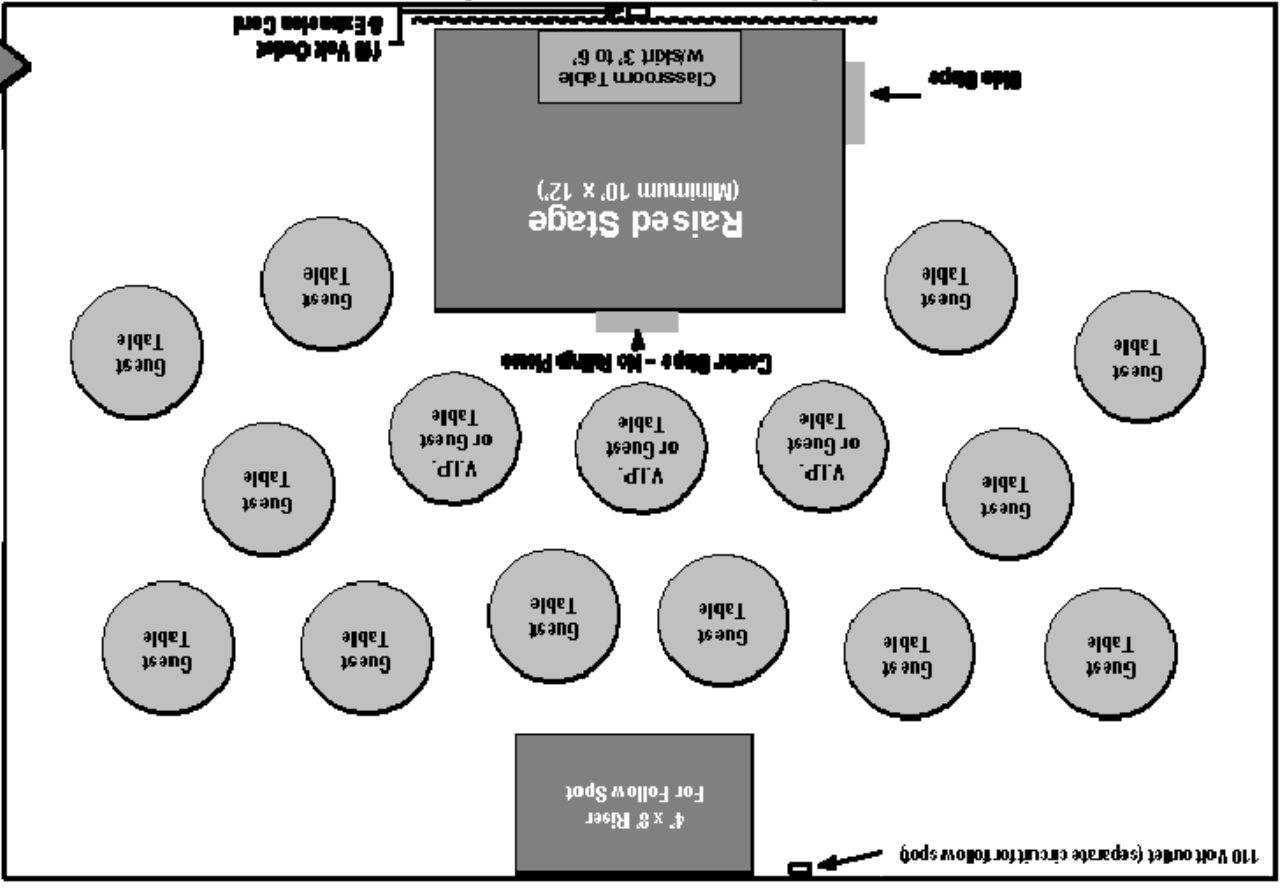 110 Volt outlet (separate circuit for follow spot)
4' x 8' Riser
For Follow Spot
Guest
Table
Guest
Table
Guest
Table
Guest
Table
Guest
Table
Guest
Table
Guest
Table
V.I.P.
or Guest
Table
V.I.P.
or Guest
Table
V.I.P.
or Guest
Table
Guest
Table
Guest
Table
Guest
Table
Center Steps – No Railings Please
Guest
Table
Guest
Table
Raised Stage
(Minimum 10' x 12')
Side Steps
Classroom Table
w/skirt 3' to 6'
110 Volt Outlet
& Extension Cord